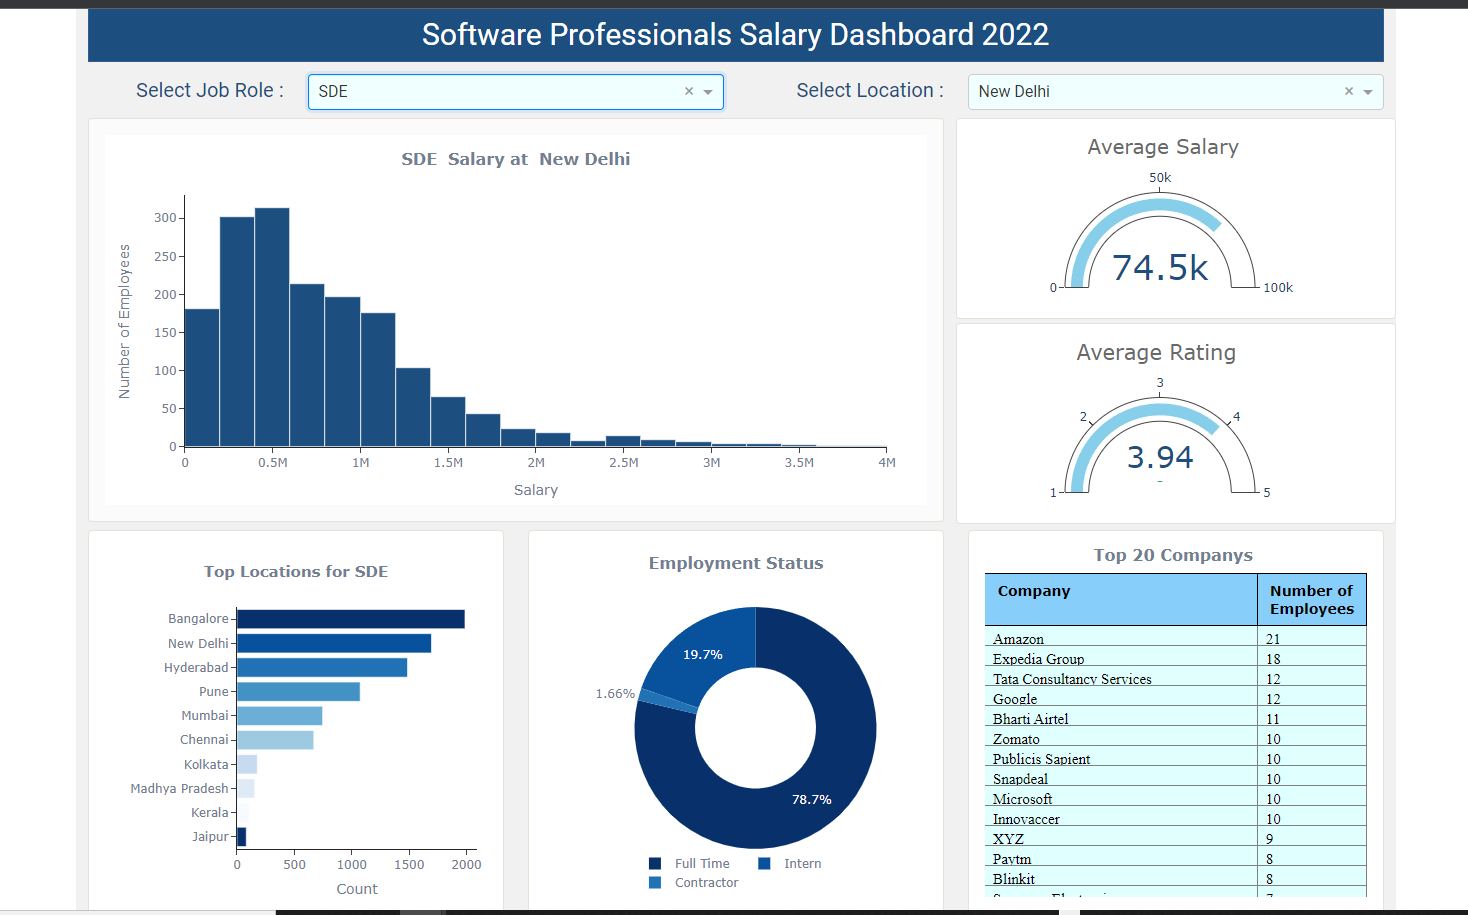 Software Professionals Salary Dashboard 2022
Select Job Role :
SDE
×
Select Location :
New Delhi
×
SDE Salary at New Delhi
Number of Employees
300
250
200
150
100
50
0
0 0.5M 1M 1.5M 2M 2.5M 3M 3.5M 4M
Salary
Average Salary
50k
0
74.5k
100k
Average Rating
3
2
4
3.94
1
5
Top Locations for SDE
Bangalore
New Delhi
Hyderabad
Pune
Mumbai
Chennai
Kolkata
Madhya Pradesh
Kerala
Jaipur
0 500 1000 1500 2000
Count
Employment Status
19.7%
1.66%
78.7%
Full Time Intern
Contractor
Top 20 Companys
Company Number of
Employees
Amazon 21
Expedia Group 18
Tata Consultancy Services 12
Google 12
Bharti Airtel 11
Zomato 10
Publicis Sapient 10
Snapdeal 10
Microsoft 10
Innovaccer 10
XYZ 9
Paytm 8
Blinkit 8